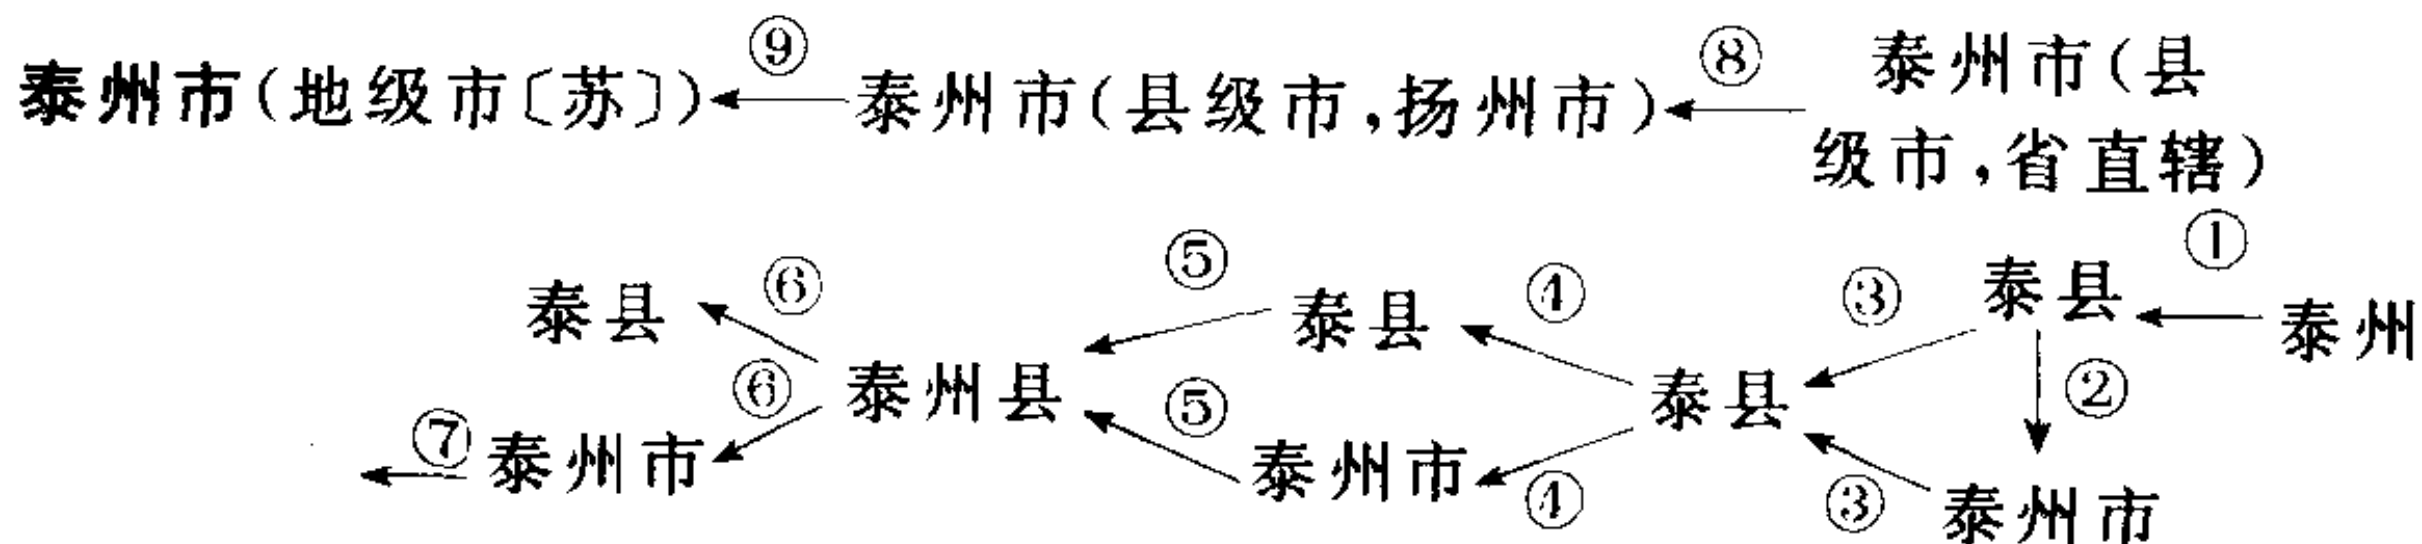 泰州市(地级市〔苏〕) ⑨ 泰州市(县级市,扬州市) ⑧ 泰州市(县
级市,省直辖)
泰县 ⑥ ⑤ 泰县 ④ ③ 泰县 ① 泰州
⑥ 泰州县 ⑤ 泰县 ②
⑦ 泰州市 泰州市 ④ ③ 泰州市